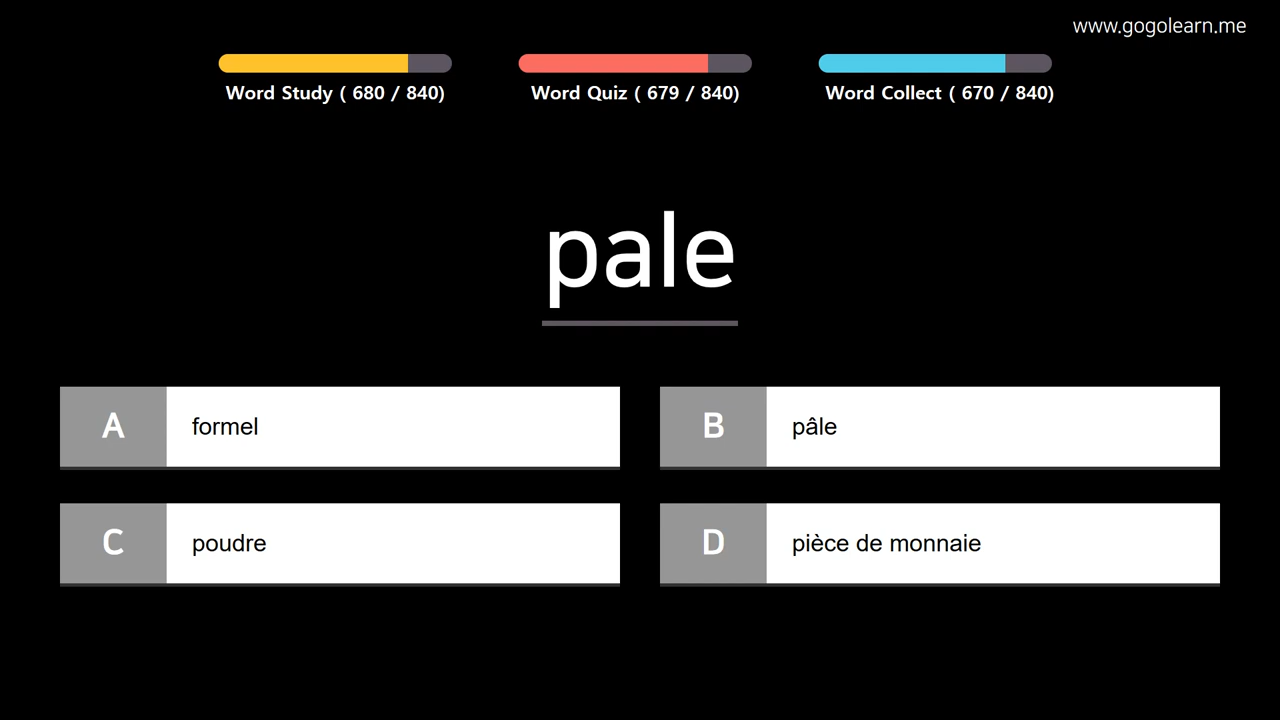 www.gogolearn.me
Word Study ( 680 / 840)
Word Quiz ( 679 / 840)
Word Collect ( 670 / 840)
pale
A formel
B pâle
C poudre
D pièce de monnaie